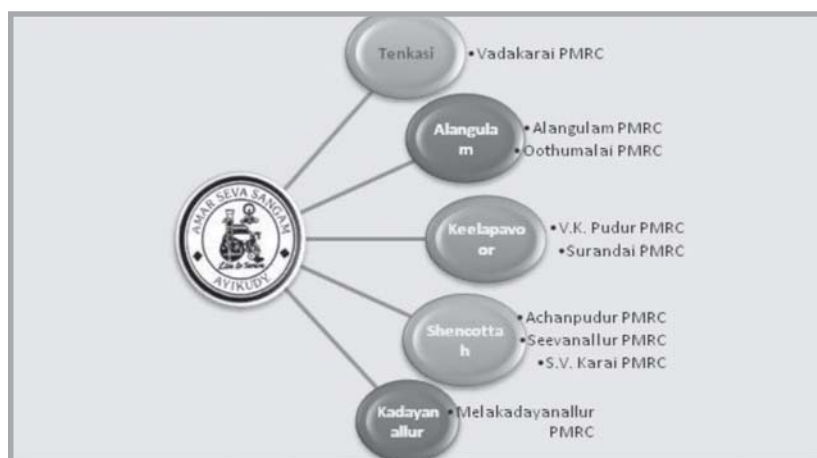 Tenkasi
• Vadakarai PMRC
Alangula
m
• Alangulam PMRC
• Oothumalai PMRC
AMAR SEVA SANGAM
AYIKUDY
Keelapavo
or
• V.K. Pudur PMRC
• Surandai PMRC
Shencotta
h
• Achanpudur PMRC
• Seevanallur PMRC
• S.V. Karai PMRC
Kadayan
allur
• Melakadayanallur
PMRC